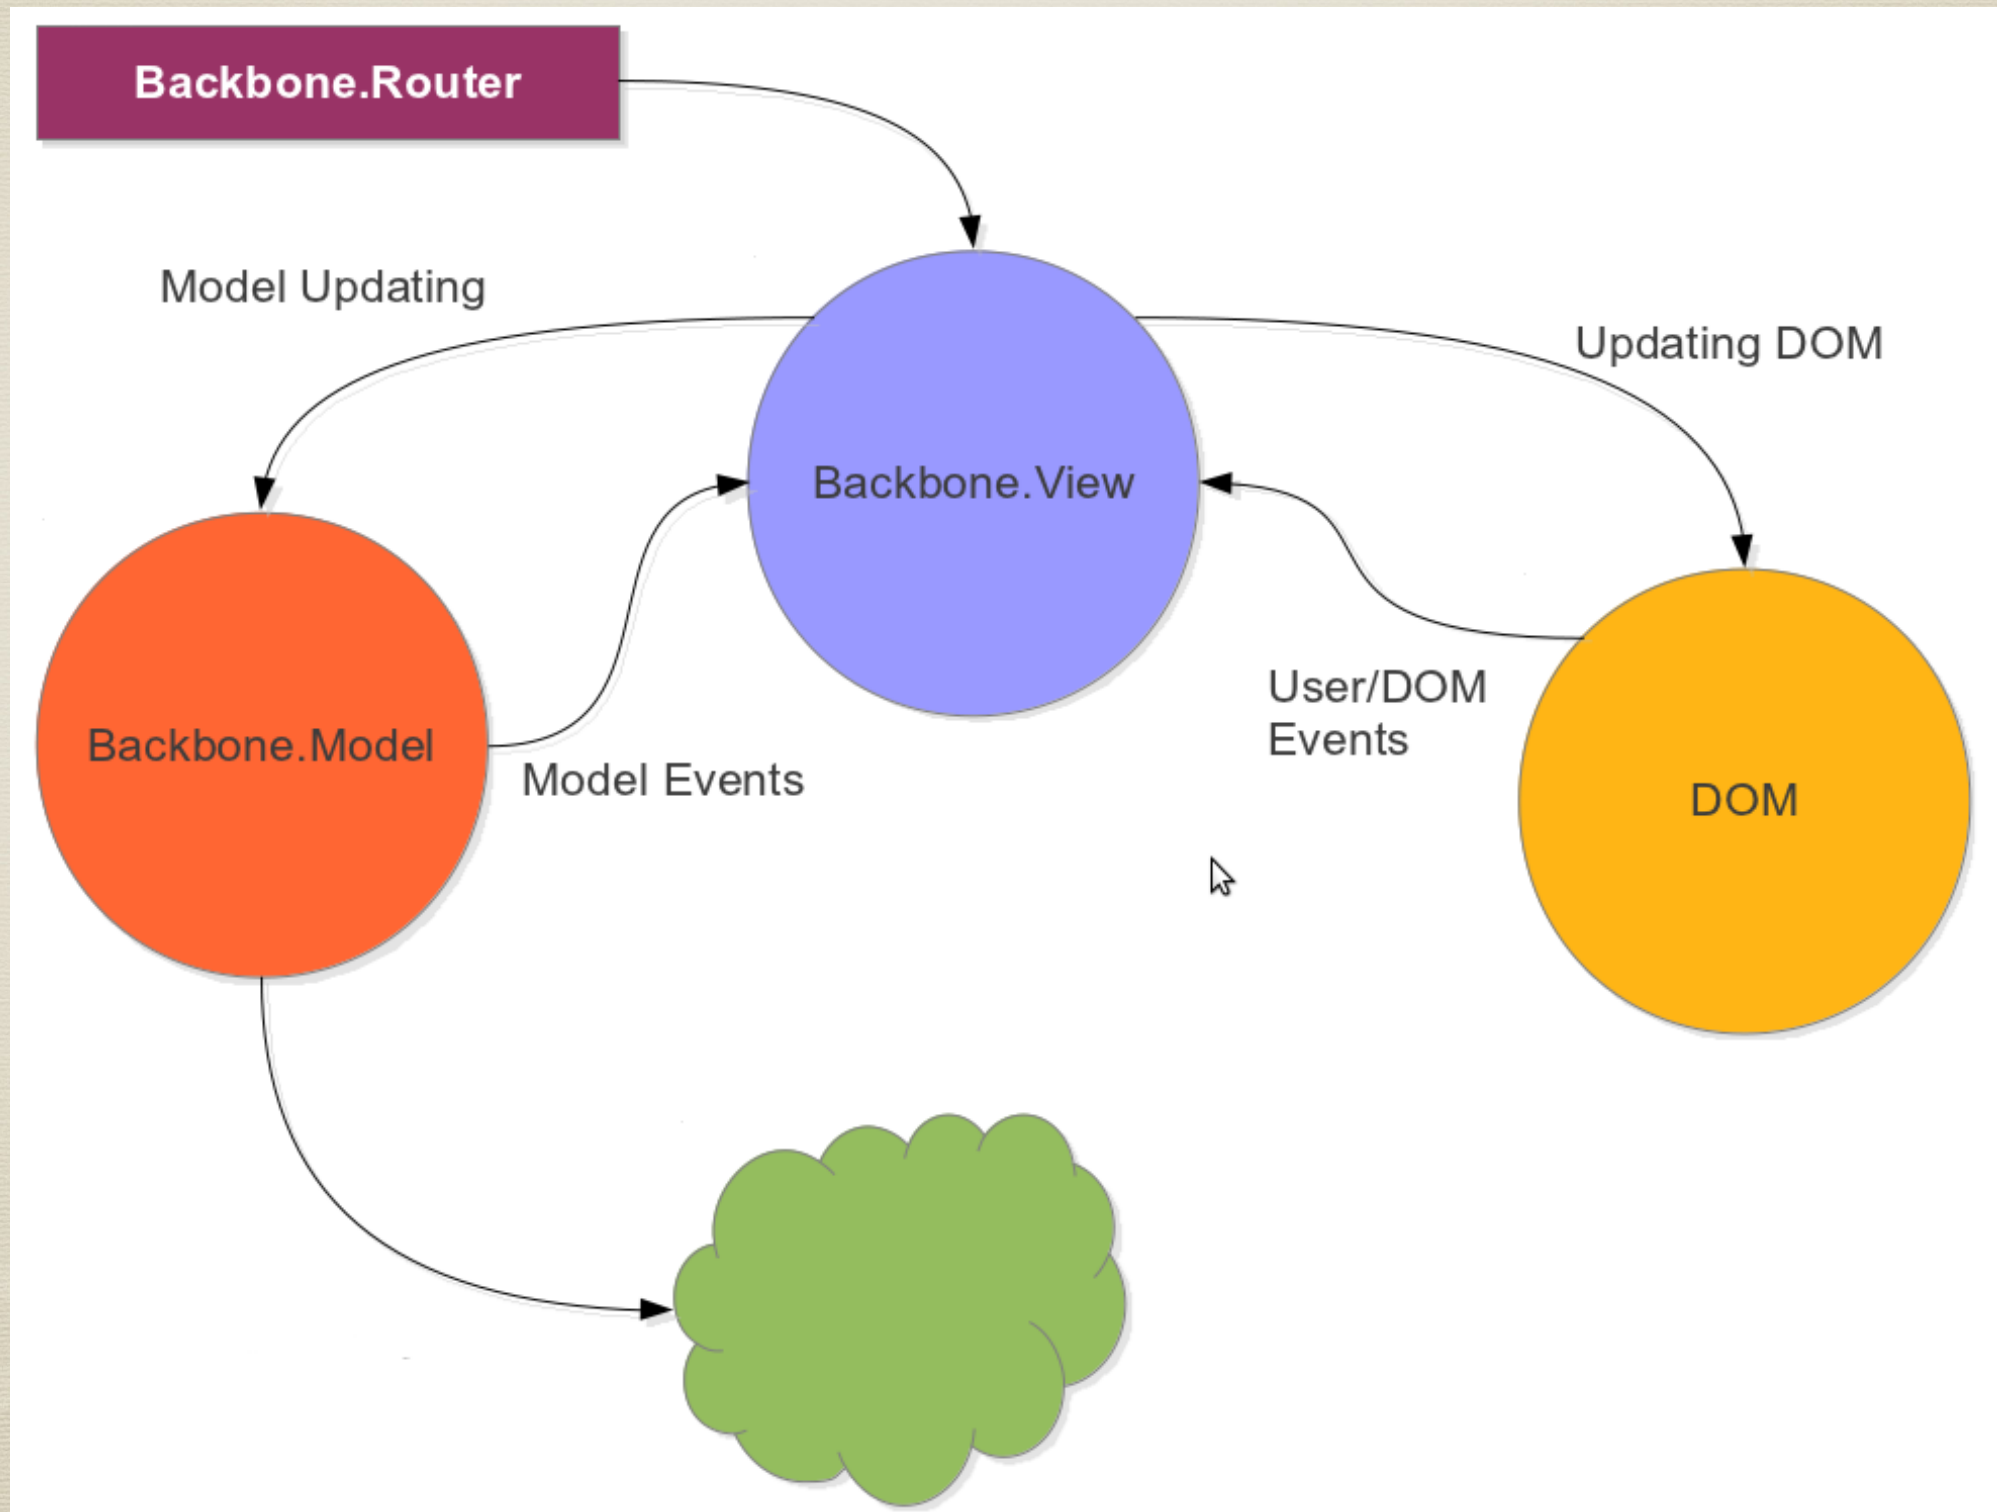 Backbone.Router
Model Updating
Updating DOM
Backbone.View
User/DOM
Events
Backbone.Model
Model Events
DOM